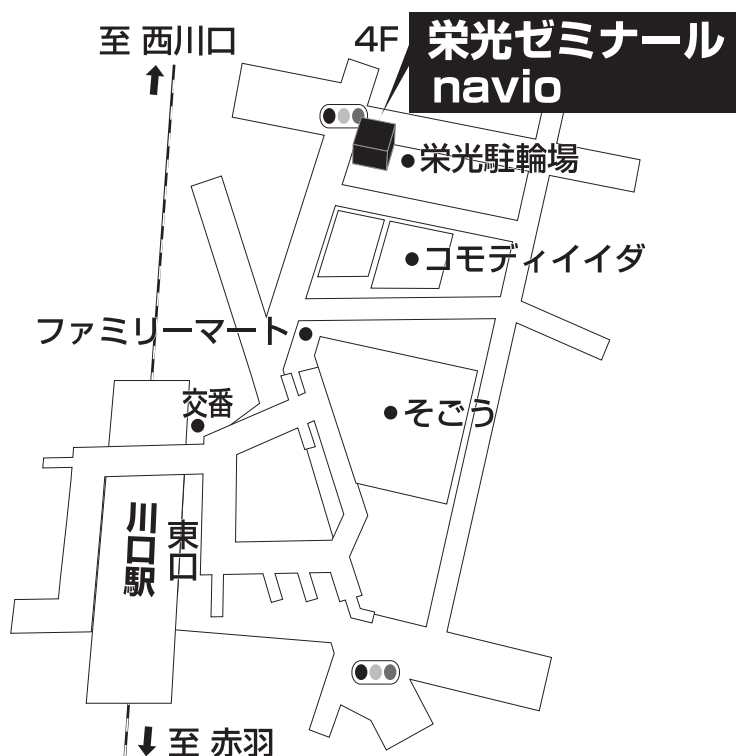 至 西川口
4F
栄光ゼミナール
navio
栄光駐輪場
コモディイイダ
ファミリーマート
交番
そごう
川口駅
東口
至 赤羽